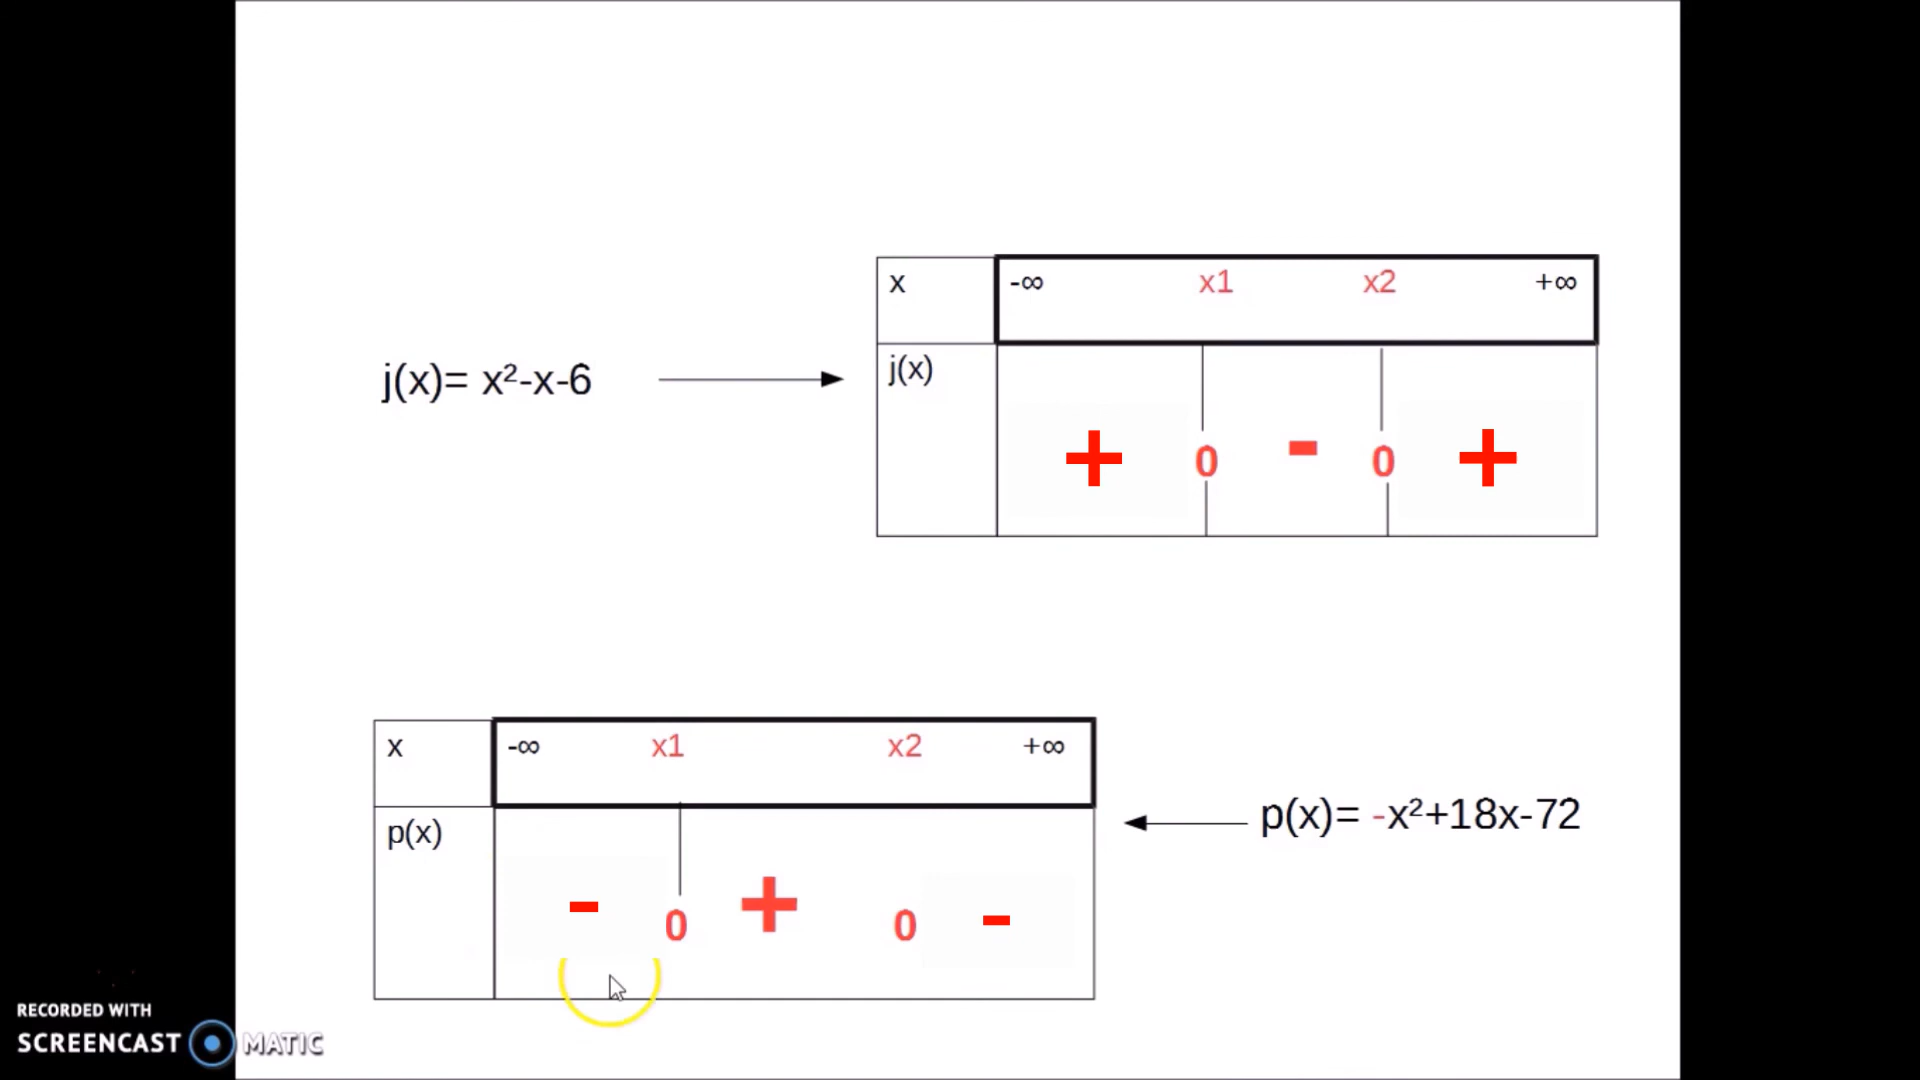 x -∞ x1 x2 +∞
j(x)= x²-x-6
j(x)
+ 0 - 0 +
x -∞ x1 x2 +∞
p(x)= -x²+18x-72
p(x)
- 0 + 0 -
RECORDED WITH
SCREENCAST MATIC